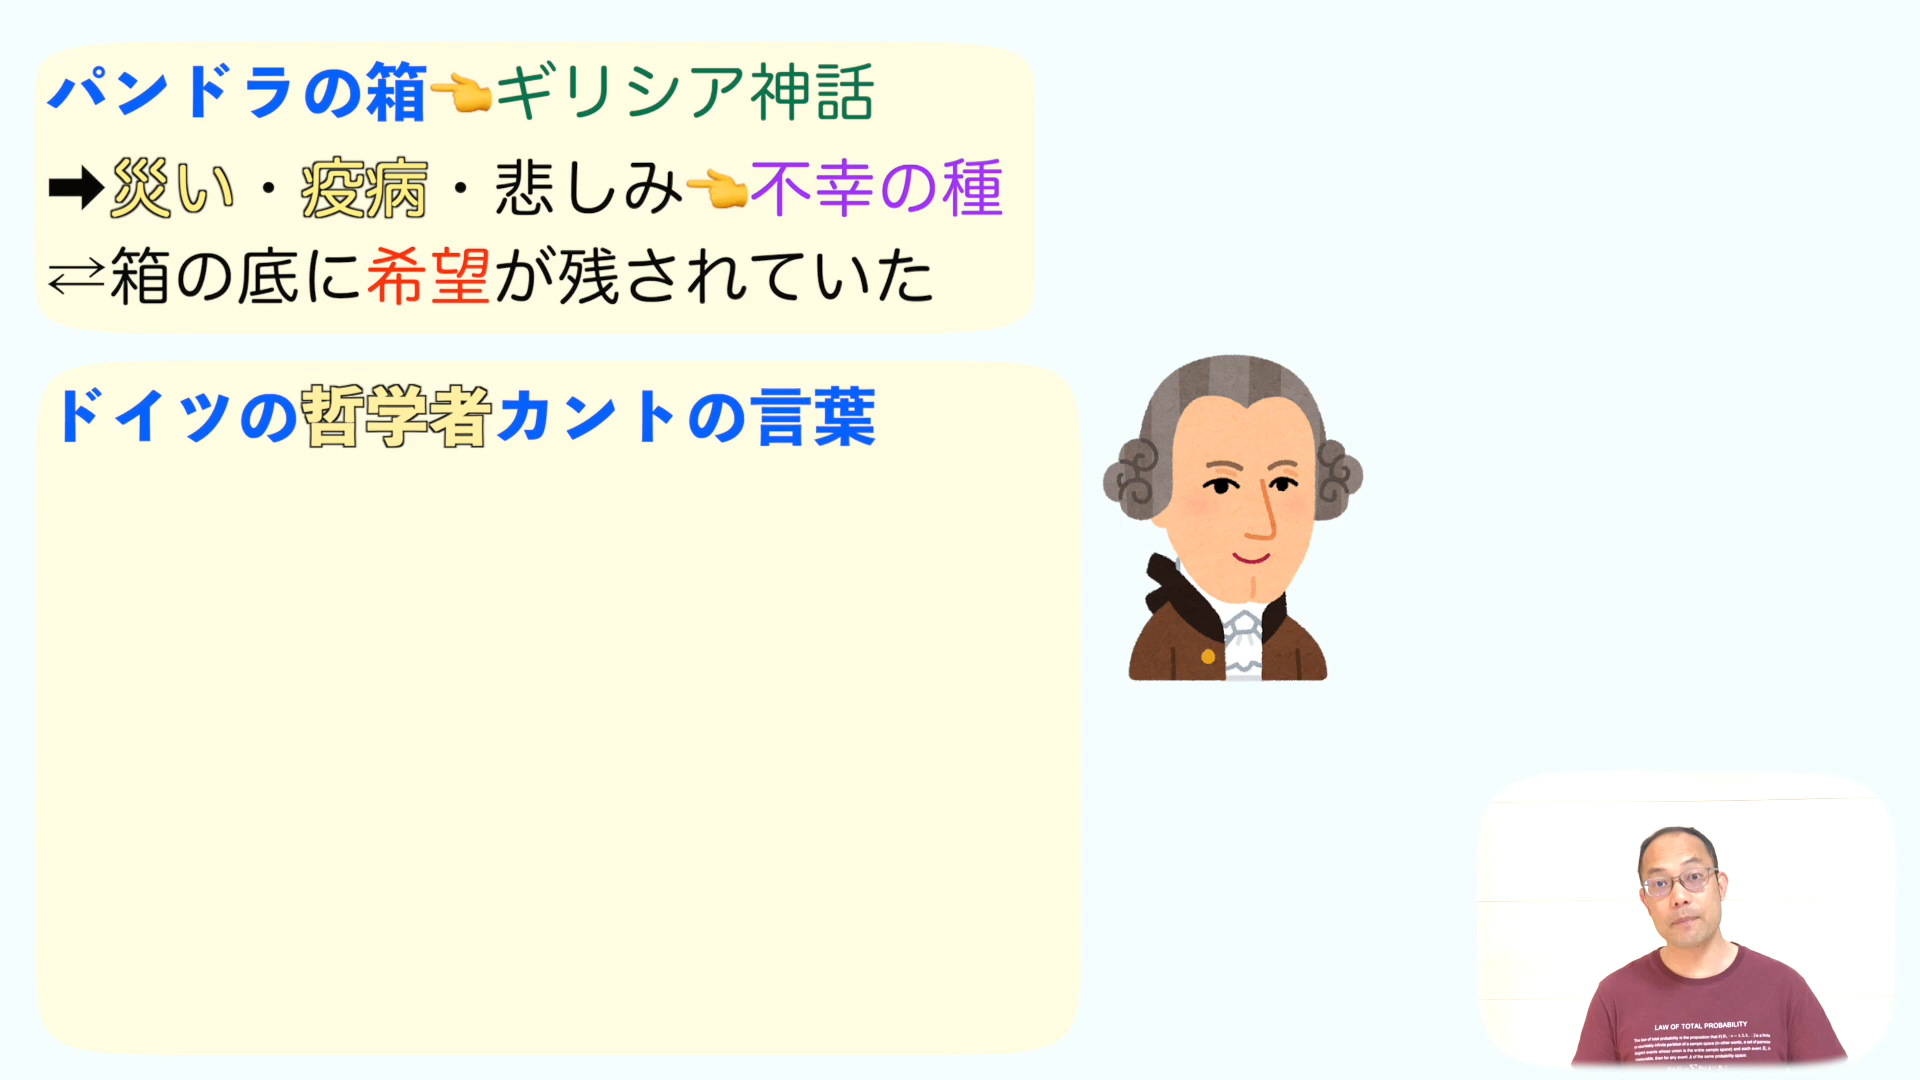 パンドラの箱👈ギリシア神話
➡災い・疫病・悲しみ👈不幸の種
⇄箱の底に希望が残されていた
ドイツの哲学者カントの言葉
LAW OF TOTAL PROBABILITY